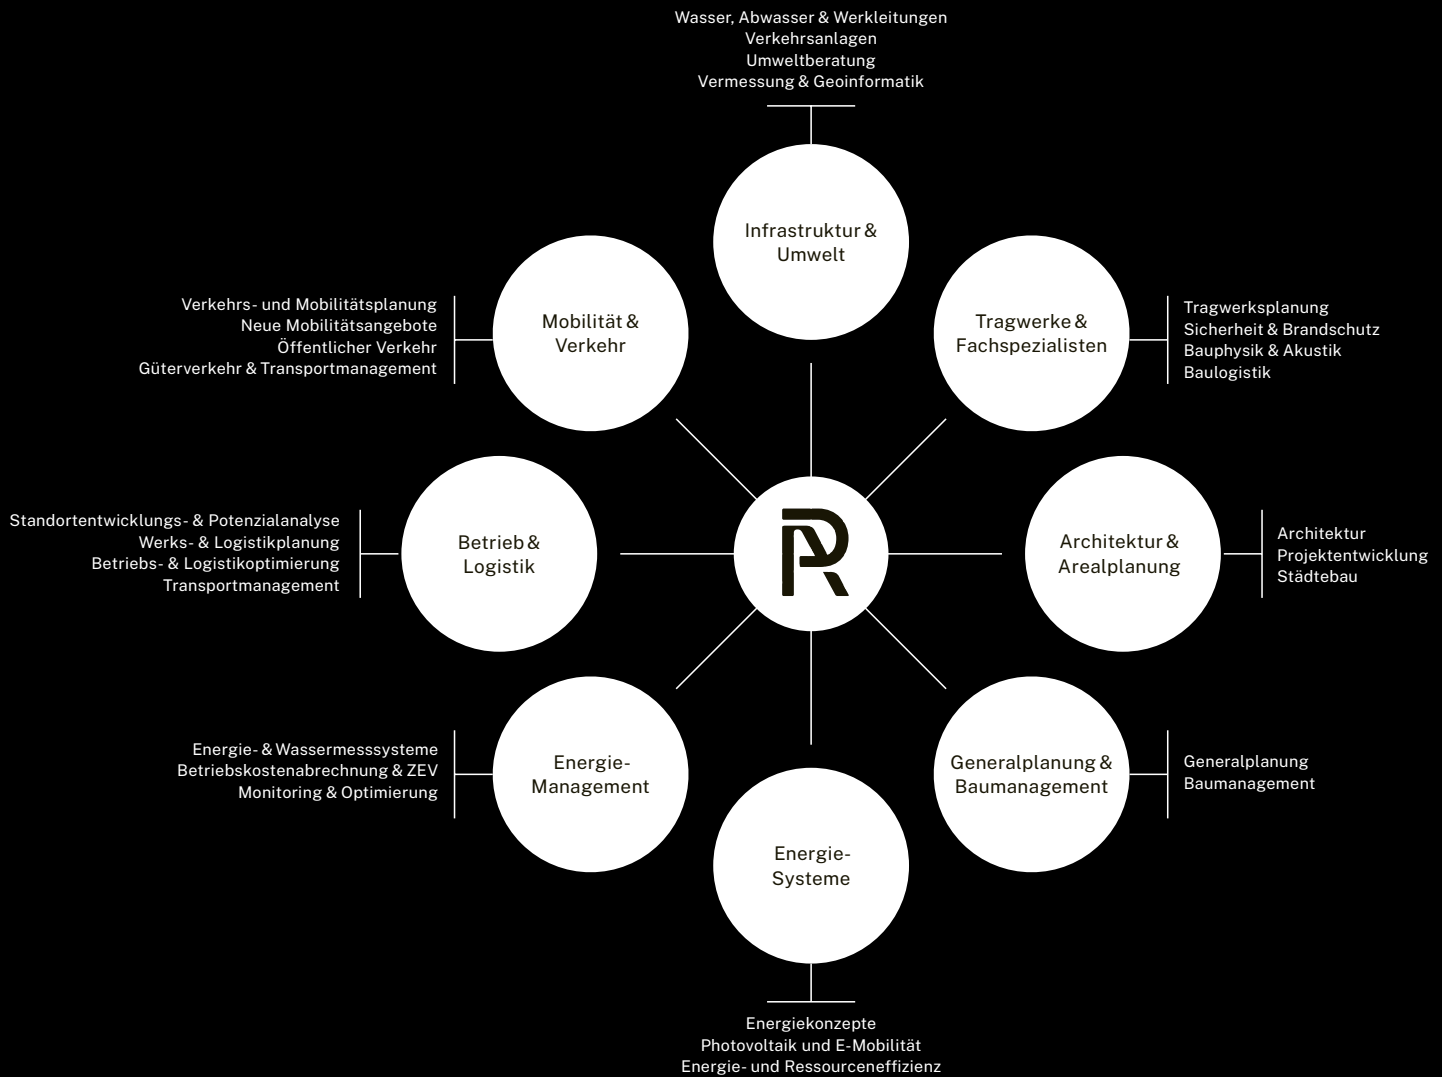 Wasser, Abwasser & Werkleitungen
Verkehrsanlagen
Umweltberatung
Vermessung & Geoinformatik
Infrastruktur &
Umwelt
Tragwerke &
Fachspezialisten
Tragwerksplanung
Sicherheit & Brandschutz
Bauphysik & Akustik
Baulogistik
Architektur &
Arealplanung
Architektur
Projektentwicklung
Städtebau
Generalplanung &
Baumanagement
Generalplanung
Baumanagement
Energie-
Systeme
Energiekonzepte
Photovoltaik und E-Mobilität
Energie- und Ressourceneffizienz
Energie-
Management
Energie- & Wassermesssysteme
Betriebskostenabrechnung & ZEV
Monitoring & Optimierung
Betrieb &
Logistik
Standortentwicklungs- & Potenzialanalyse
Werks- & Logistikplanung
Betriebs- & Logistikoptimierung
Transportmanagement
Mobilität &
Verkehr
Verkehrs- und Mobilitätsplanung
Neue Mobilitätsangebote
Öffentlicher Verkehr
Güterverkehr & Transportmanagement
R